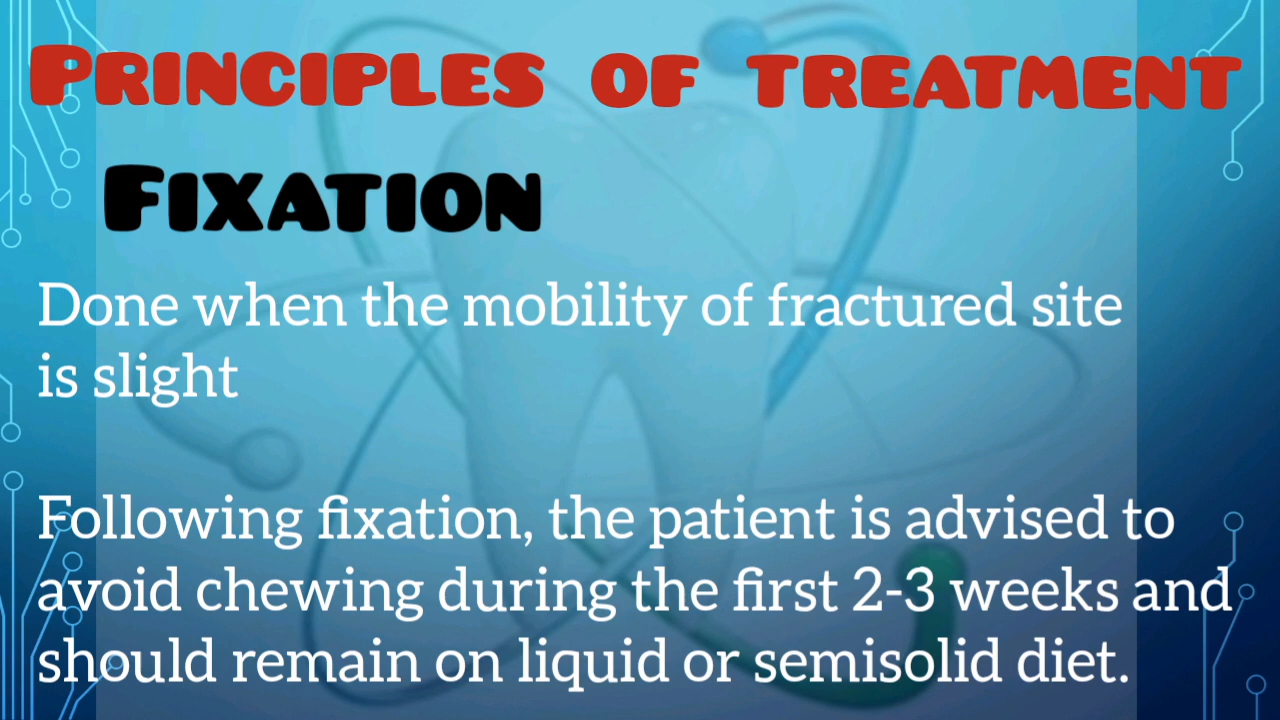 PRINCIPLES OF TREATMENT
FIXATION
Done when the mobility of fractured site
is slight
Following fixation, the patient is advised to
avoid chewing during the first 2-3 weeks and
should remain on liquid or semisolid diet.